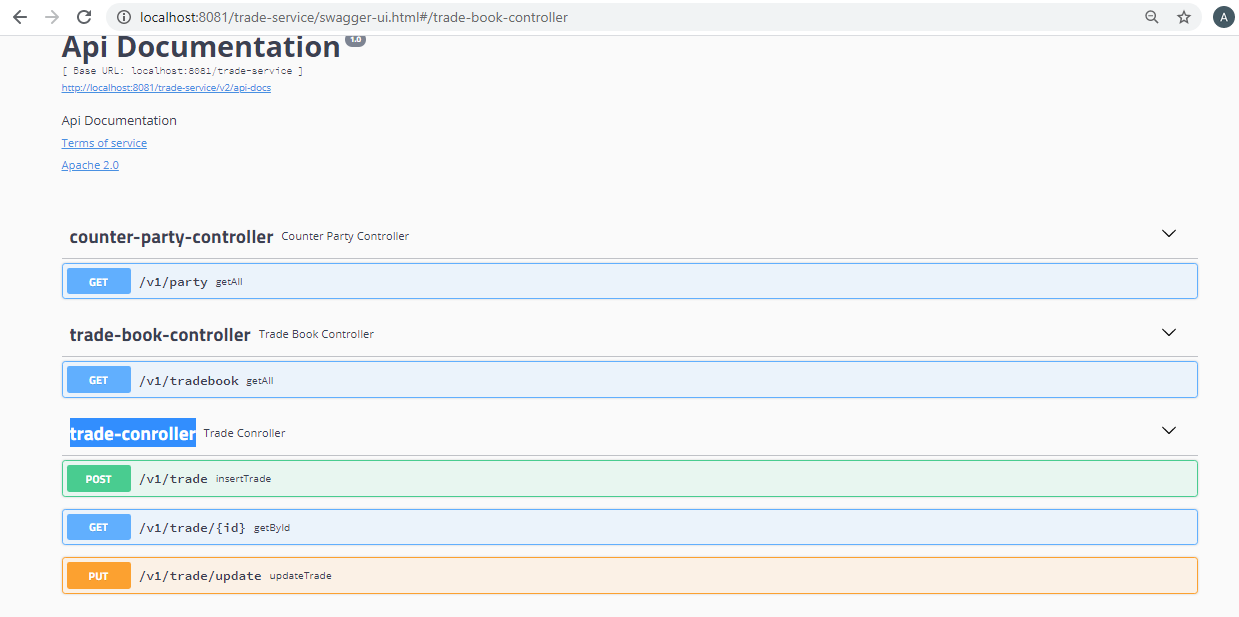 localhost:8081/trade-service/swagger-ui.html#/trade-book-controller
A
Api Documentation 1.0
[ Base URL: localhost:8081/trade-service ]
http://localhost:8081/trade-service/v2/api-docs
Api Documentation
Terms of service
Apache 2.0
counter-party-controller Counter Party Controller
GET /v1/party getAll
trade-book-controller Trade Book Controller
GET /v1/tradebook getAll
trade-conroller Trade Conroller
POST /v1/trade insertTrade
GET /v1/trade/{id} getById
PUT /v1/trade/update updateTrade